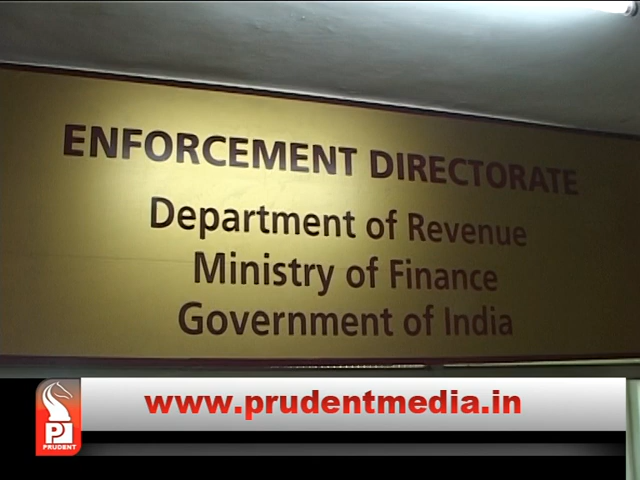 ENFORCEMENT DIRECTORATE
Department of Revenue
Ministry of Finance
Government of India
www.prudentmedia.in
P
PRUDENT